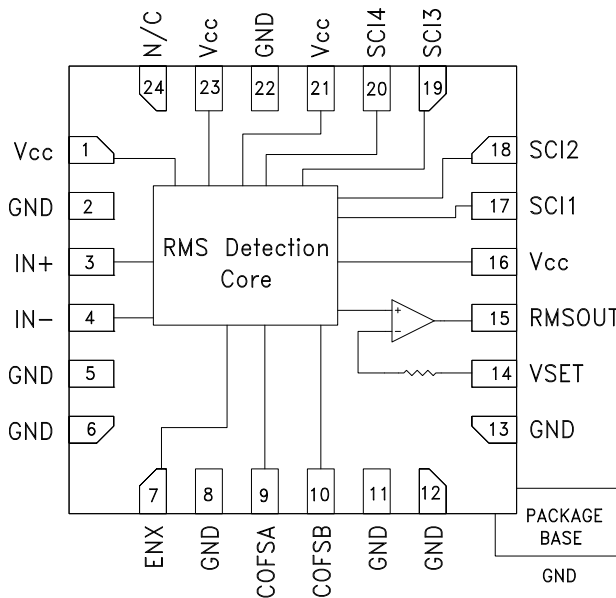 N/C
Vcc
GND
Vcc
SCI4
SCI3
24
23
22
21
20
19
Vcc
1
GND
2
IN+
3
IN-
4
GND
5
GND
6
RMS Detection
Core
+
-
18
SCI2
17
SCI1
16
Vcc
15
RMSOUT
14
VSET
13
GND
7
8
9
10
11
12
ENX
GND
COFSA
COFSB
GND
GND
PACKAGE
BASE
GND